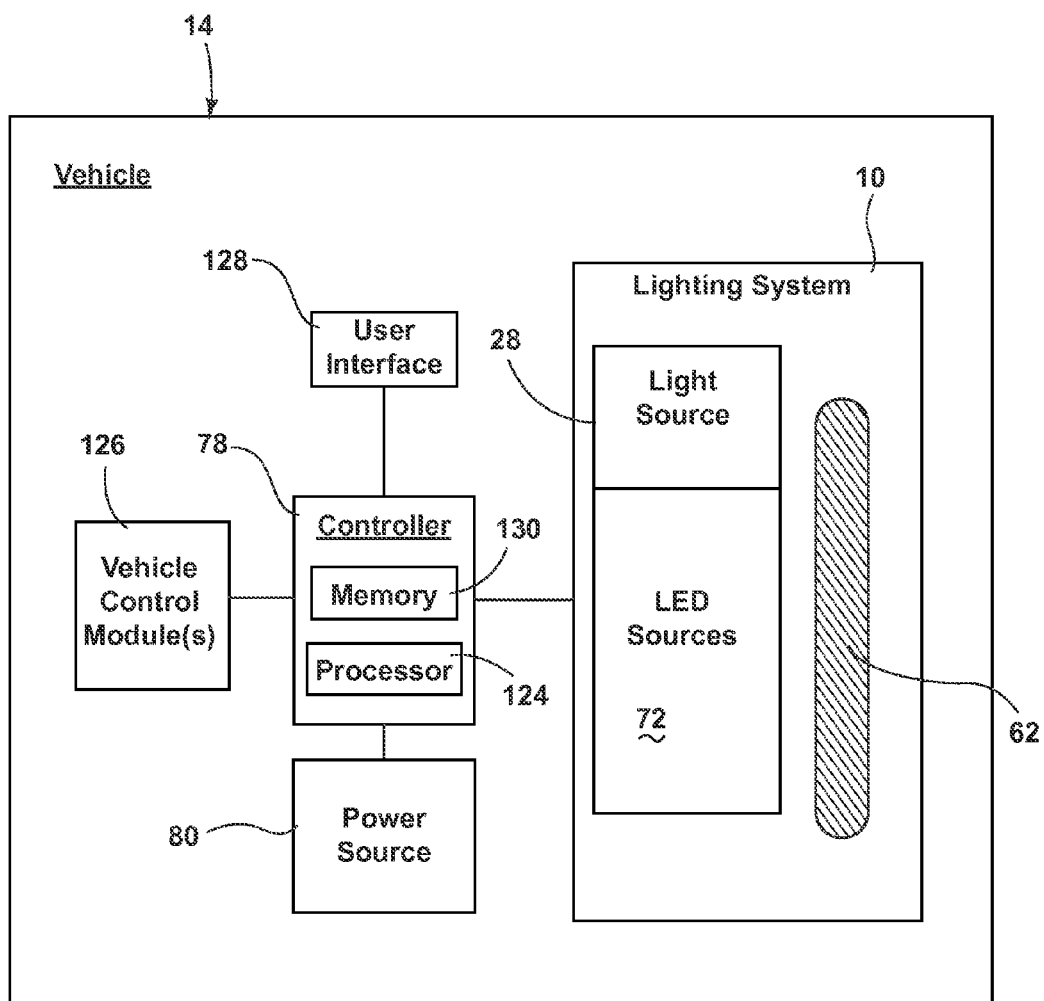 14
Vehicle
10
128
User
Interface
Lighting System
28
Light
Source
126
78
Controller
130
Vehicle
Control
Module(s)
Memory
LED
Sources
Processor
124
72
62
80
Power
Source